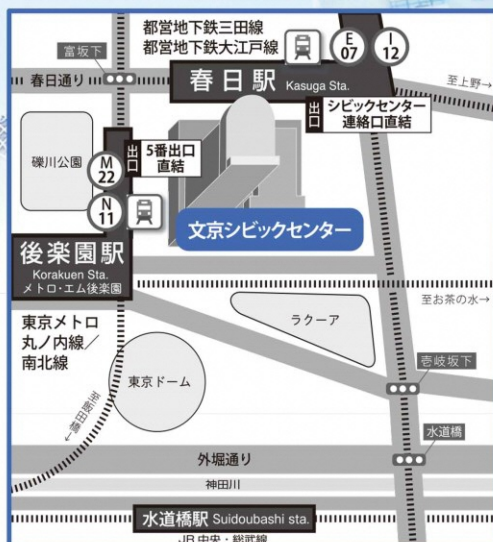 都営地下鉄三田線
都営地下鉄大江戸線
E
07
I
12
富坂下
春日通り
春日駅 Kasuga Sta.
至上野→
出口
シビックセンター
連絡口直結
礫川公園
出口
5番出口
直結
M
22
N
11
文京シビックセンター
後楽園駅
Korakuen Sta.
メトロ・エム後楽園
至お茶の水→
東京メトロ
丸ノ内線/
南北線
ラクーア
東京ドーム
壱岐坂下
至飯田橋→
水道橋
外堀通り
神田川
水道橋駅 Suidoubashi sta.
JR 中央・総武線